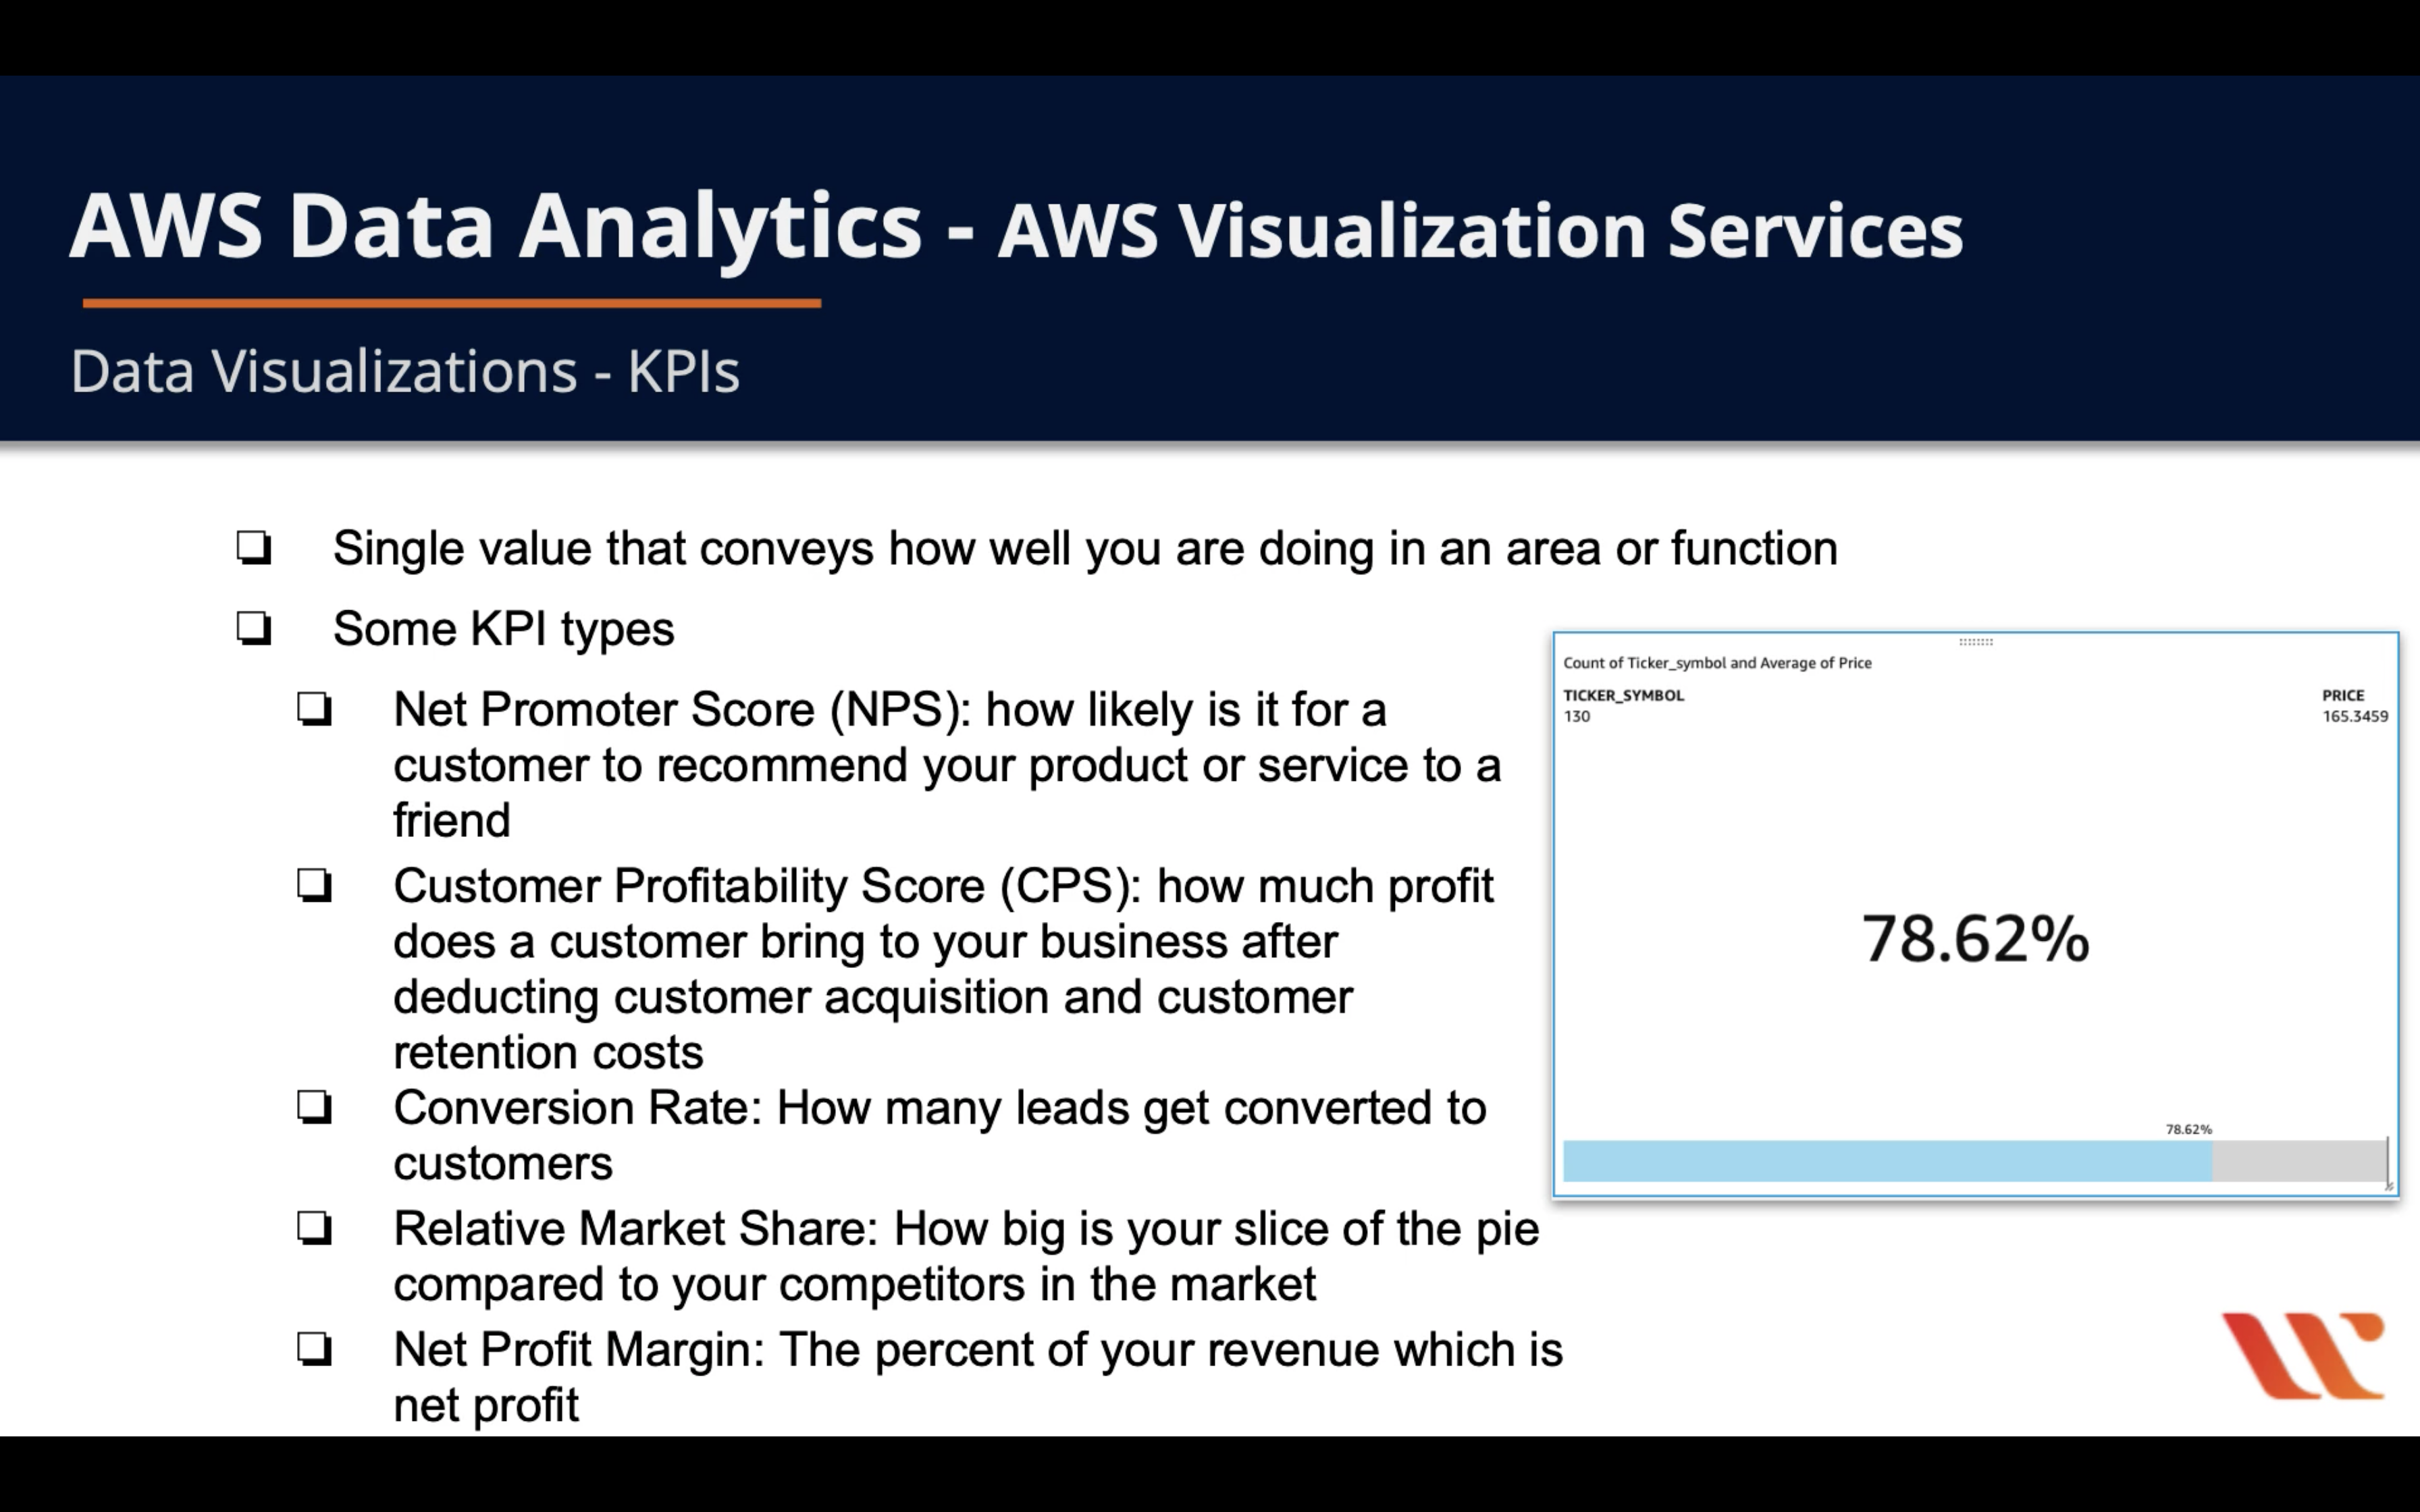 AWS Data Analytics - AWS Visualization Services
Data Visualizations - KPIs
Single value that conveys how well you are doing in an area or function
Some KPI types
Net Promoter Score (NPS): how likely is it for a
customer to recommend your product or service to a
friend
Customer Profitability Score (CPS): how much profit
does a customer bring to your business after
deducting customer acquisition and customer
retention costs
Conversion Rate: How many leads get converted to
customers
Relative Market Share: How big is your slice of the pie
compared to your competitors in the market
Net Profit Margin: The percent of your revenue which is
net profit
Count of Ticker_symbol and Average of Price
TICKER_SYMBOL PRICE
130 165.3459
78.62%
78.62%